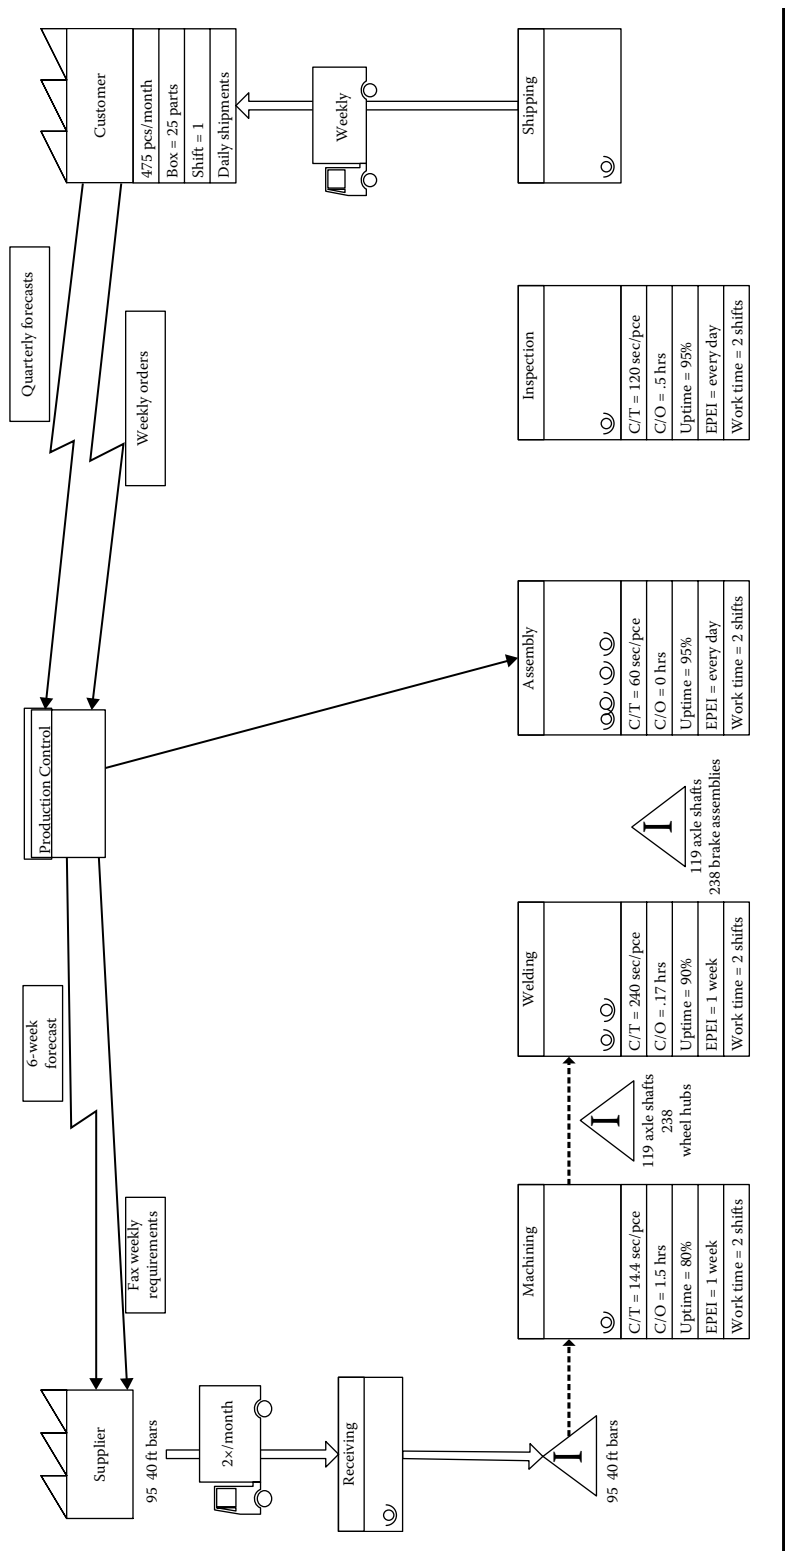 Supplier
95 40 ft bars
6-week
forecast
Fax weekly
requirements
Production Control
Quarterly forecasts
Weekly orders
Customer
475 pcs/month
Box = 25 parts
Shift = 1
Daily shipments
2×/month
Weekly
Receiving
I
95 40 ft bars
Machining
C/T = 14.4 sec/pce
C/O = 1.5 hrs
Uptime = 80%
EPEI = 1 week
Work time = 2 shifts
I
119 axle shafts
238
wheel hubs
Welding
C/T = 240 sec/pce
C/O = .17 hrs
Uptime = 90%
EPEI = 1 week
Work time = 2 shifts
I
119 axle shafts
238 brake assemblies
Assembly
C/T = 60 sec/pce
C/O = 0 hrs
Uptime = 95%
EPEI = every day
Work time = 2 shifts
Inspection
C/T = 120 sec/pce
C/O = .5 hrs
Uptime = 95%
EPEI = every day
Work time = 2 shifts
Shipping